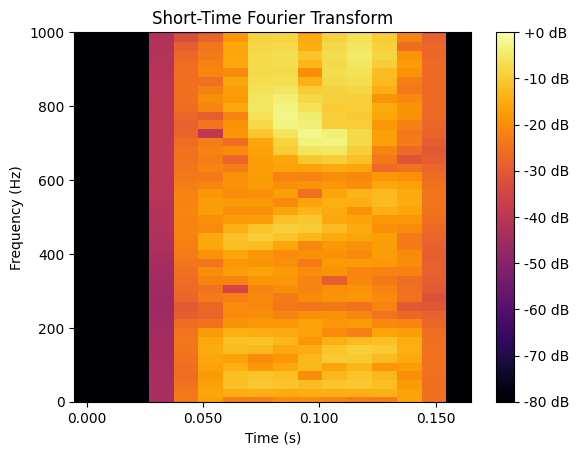 Short-Time Fourier Transform
Frequency (Hz)
1000
800
600
400
200
0
0.000
0.050
0.100
0.150
Time (s)
+0 dB
-10 dB
-20 dB
-30 dB
-40 dB
-50 dB
-60 dB
-70 dB
-80 dB